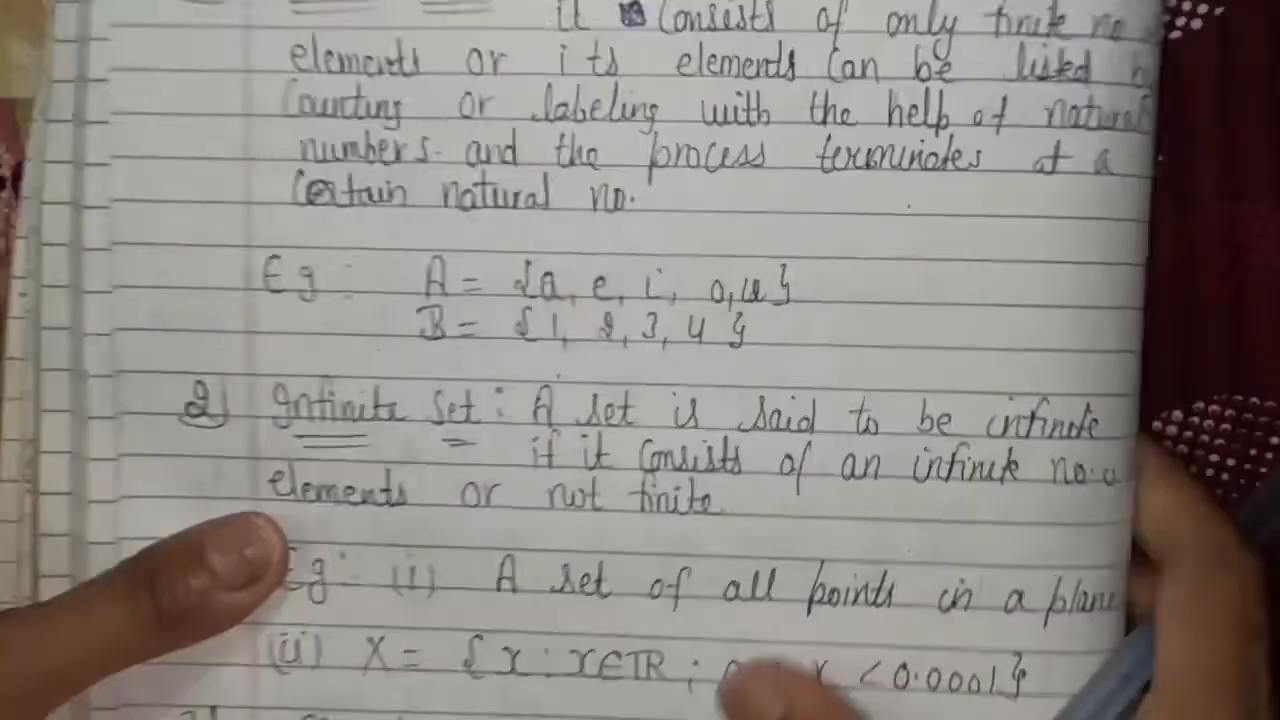 it consists of only finite no
elements or its elements can be listed
Counting or labeling with the help of natural
numbers. and the process terminates at a
Certain natural no.
Eg: A = {a, e, i, o, u}
B = {1, 2, 3, 4}
2) Infinite Set: A set is said to be infinite
if it Consists of an infinite no. o
elements or not finite
Eg: (i) A set of all points in a plane
(ii) X = {x : x ∈ R ; < 0.0001}